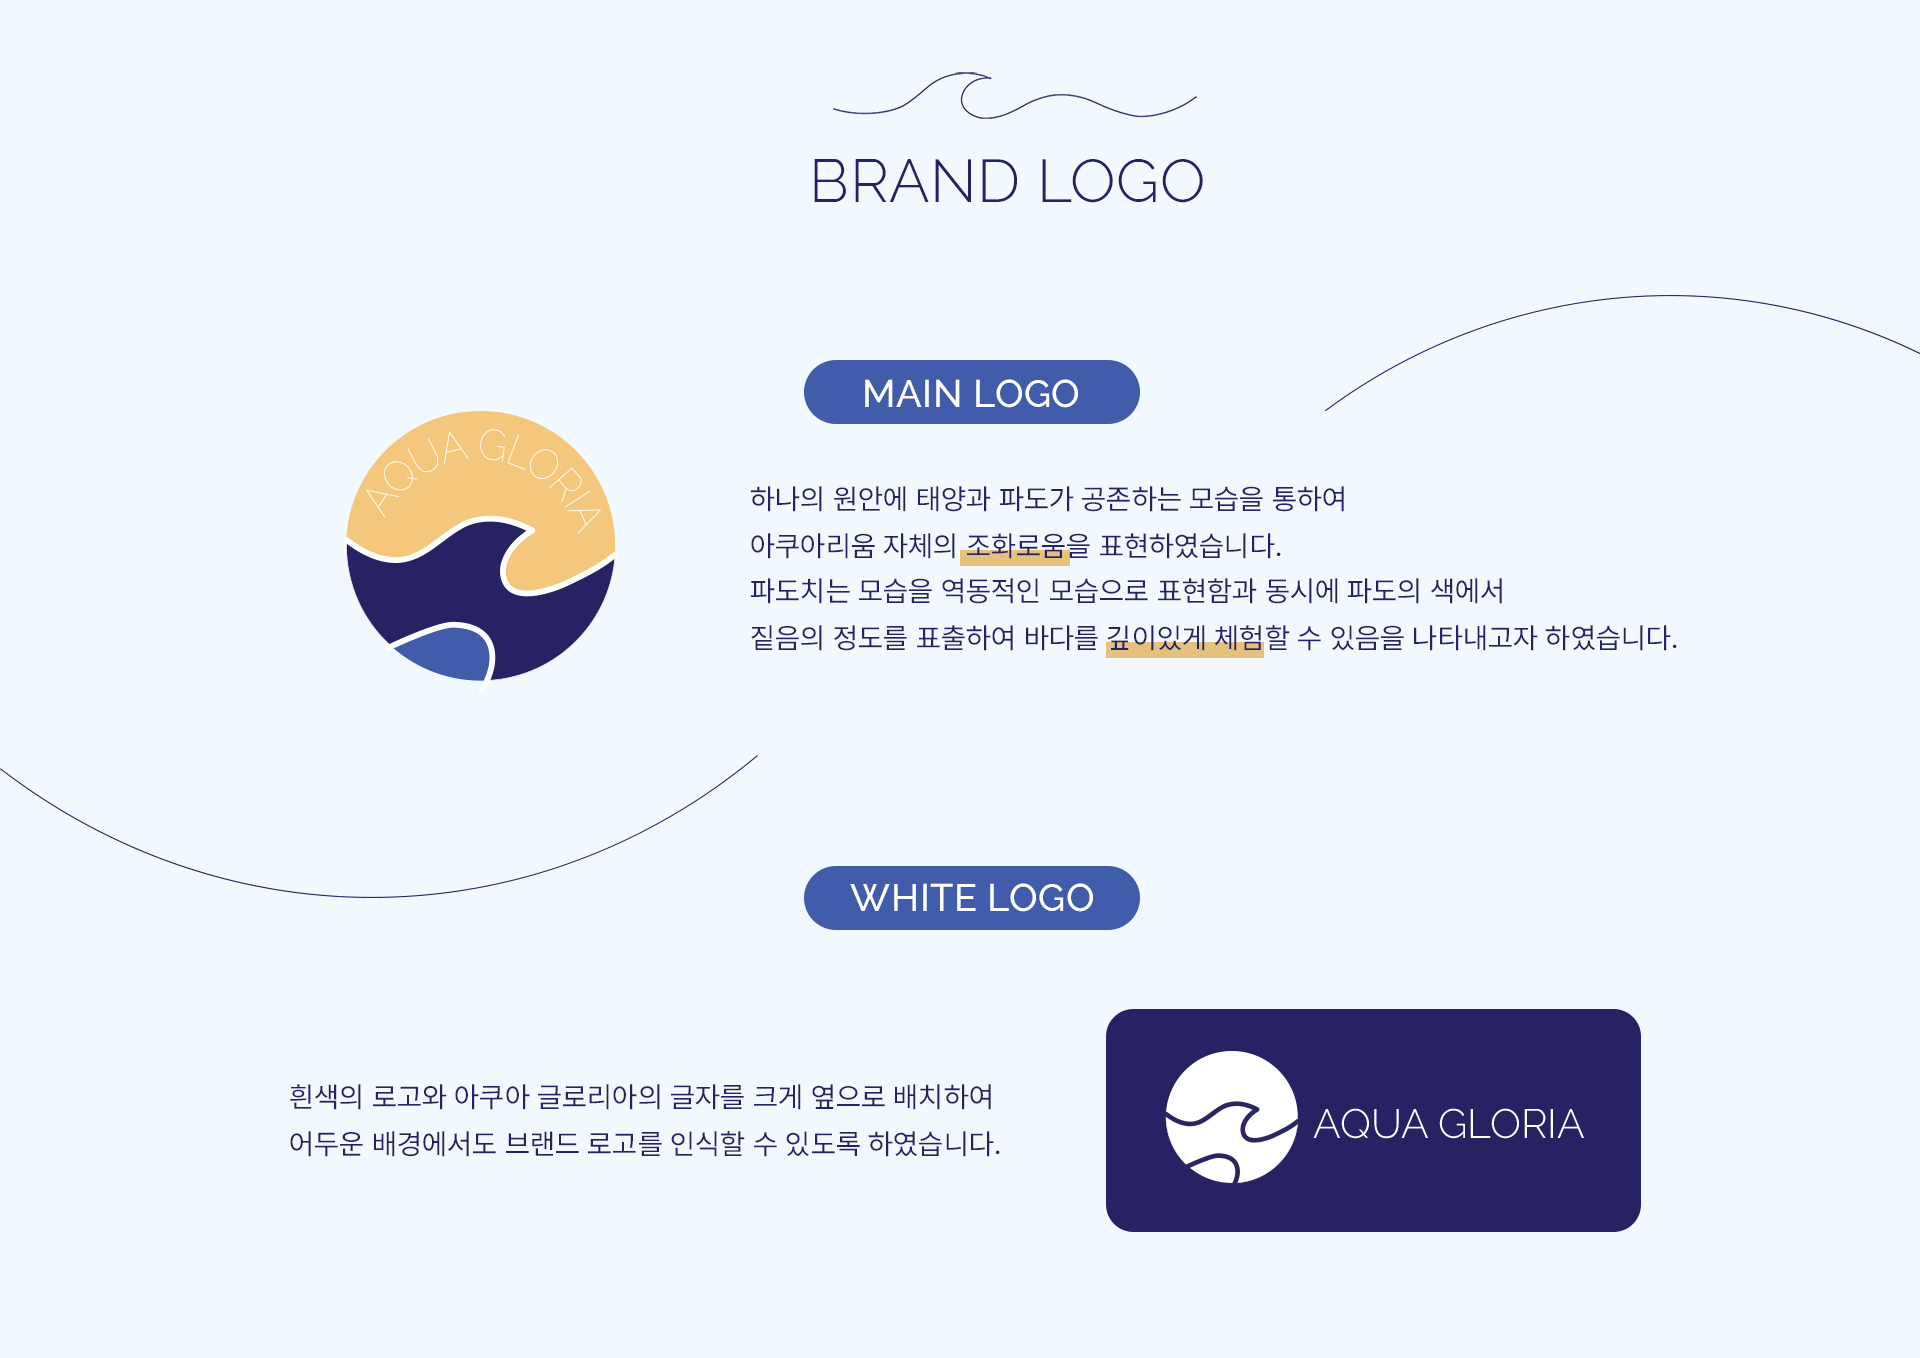 BRAND LOGO
MAIN LOGO
AQUA GLORIA
하나의 원안에 태양과 파도가 공존하는 모습을 통하여
아쿠아리움 자체의 조화로움을 표현하였습니다.
파도치는 모습을 역동적인 모습으로 표현함과 동시에 파도의 색에서
짙음의 정도를 표출하여 바다를 깊이있게 체험할 수 있음을 나타내고자 하였습니다.
WHITE LOGO
흰색의 로고와 아쿠아 글로리아의 글자를 크게 옆으로 배치하여
어두운 배경에서도 브랜드 로고를 인식할 수 있도록 하였습니다.
AQUA GLORIA